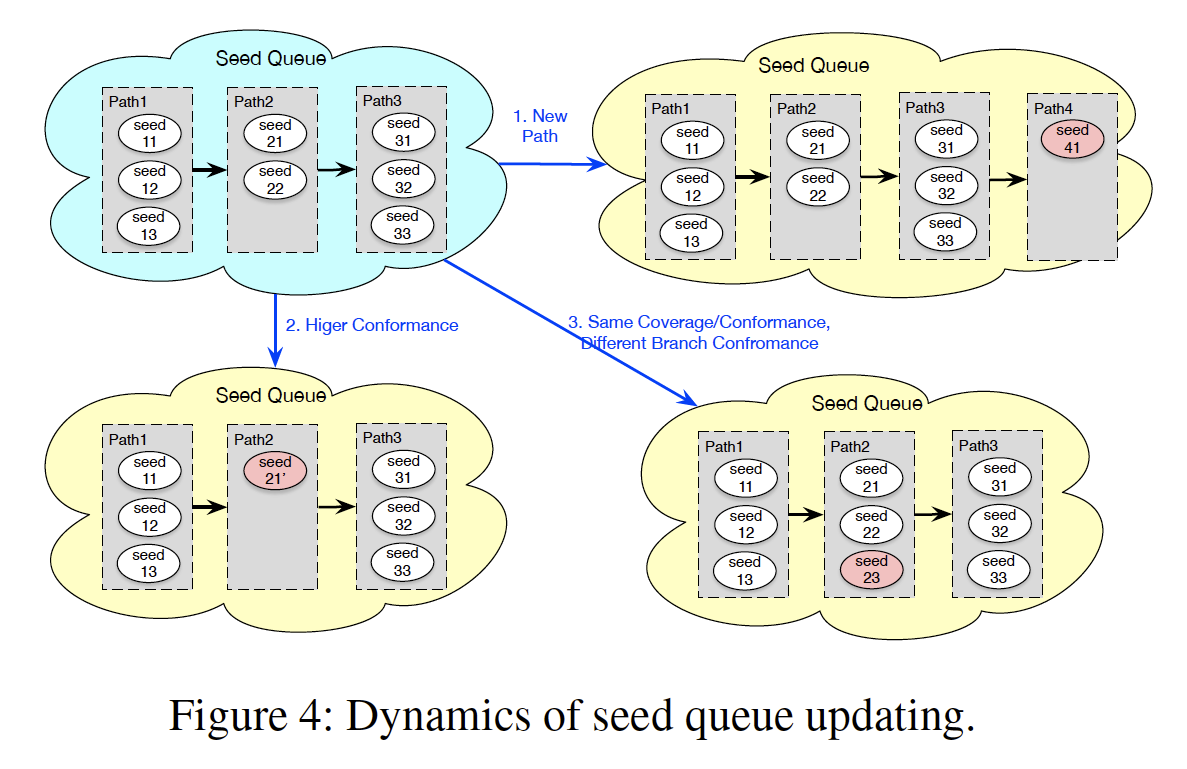 Seed Queue
Path1
seed
11
seed
12
seed
13
Path2
seed
21
seed
22
Path3
seed
31
seed
32
seed
33
1. New
Path
Seed Queue
Path1
seed
11
seed
12
seed
13
Path2
seed
21
seed
22
Path3
seed
31
seed
32
seed
33
Path4
seed
41
2. Higer Conformance
3. Same Coverage/Conformance,
Different Branch Confromance
Seed Queue
Path1
seed
11
seed
12
seed
13
Path2
seed
21'
Path3
seed
31
seed
32
seed
33
Seed Queue
Path1
seed
11
seed
12
seed
13
Path2
seed
21
seed
22
seed
23
Path3
seed
31
seed
32
seed
33
Figure 4: Dynamics of seed queue updating.